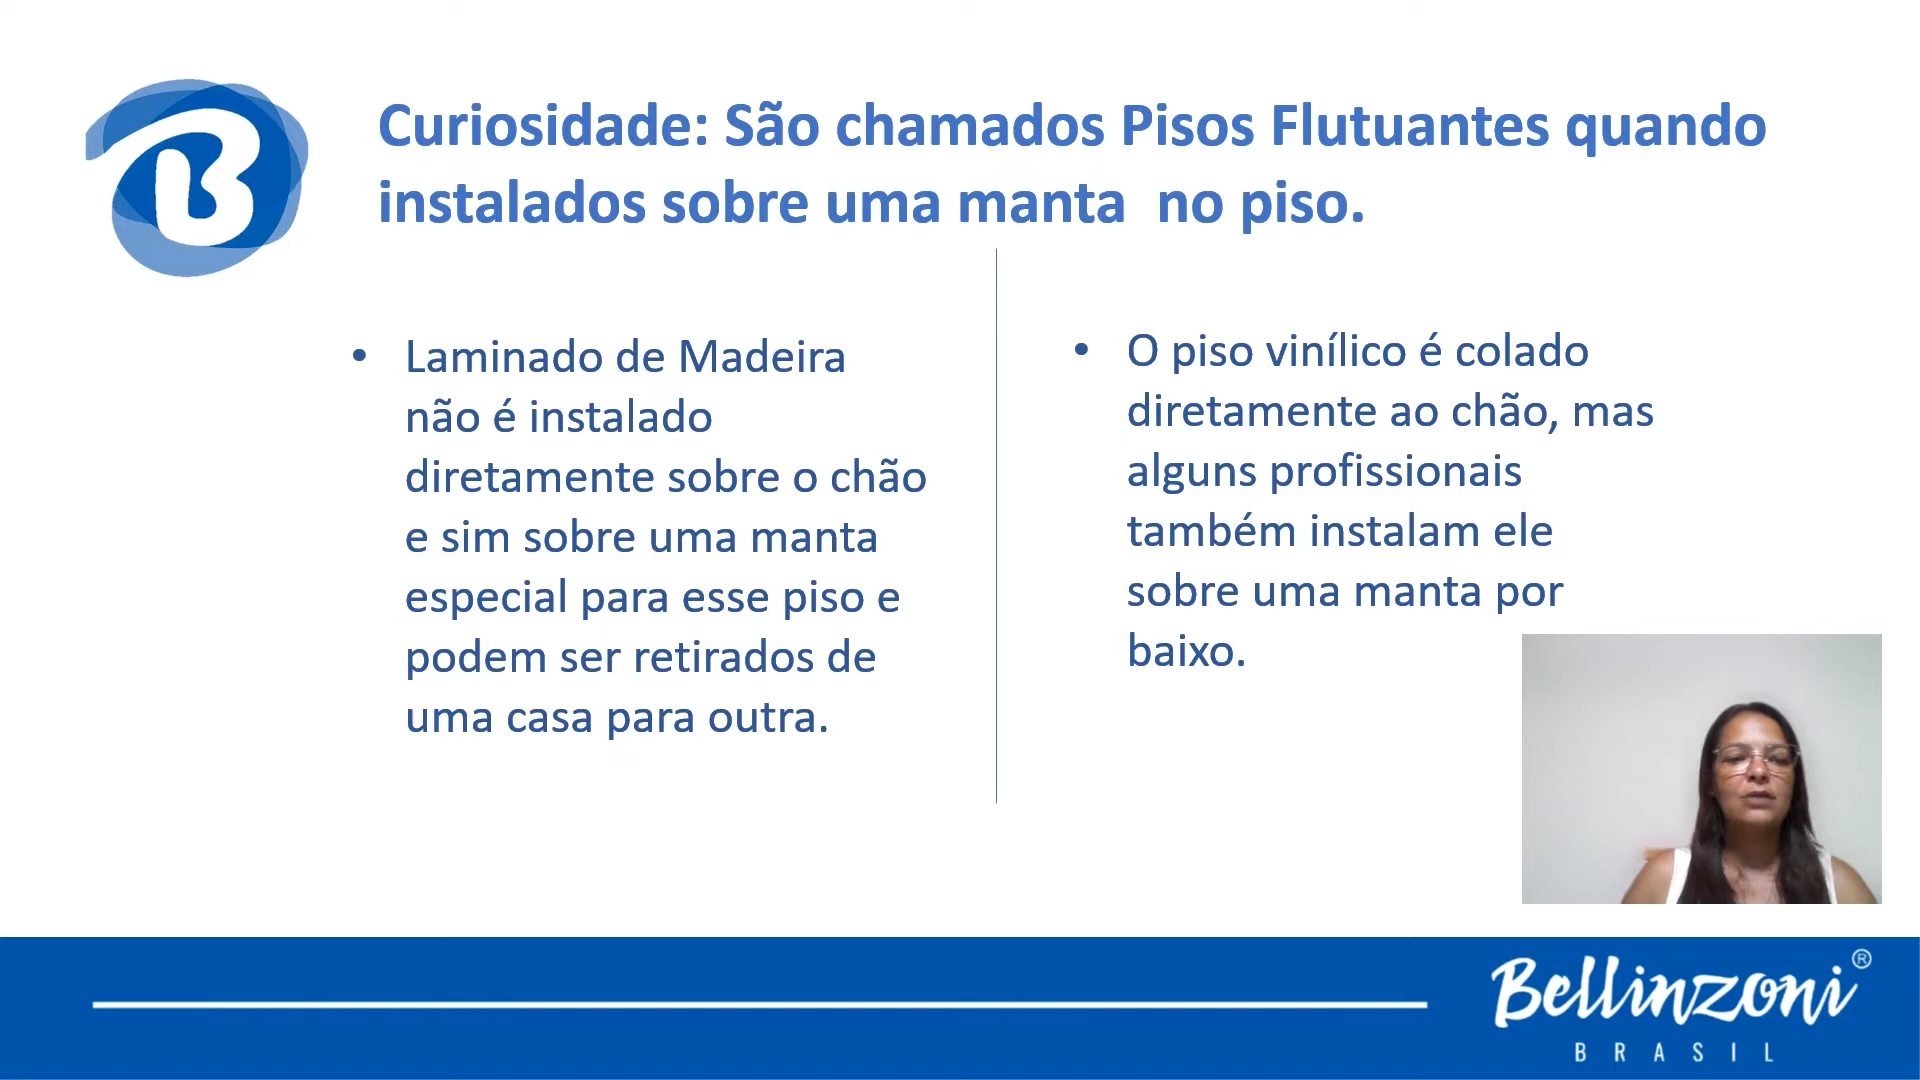 Curiosidade: São chamados Pisos Flutuantes quando
instalados sobre uma manta  no piso.
• Laminado de Madeira
não é instalado
diretamente sobre o chão
e sim sobre uma manta
especial para esse piso e
podem ser retirados de
uma casa para outra.
• O piso vinílico é colado
diretamente ao chão, mas
alguns profissionais
também instalam ele
sobre uma manta por
baixo.
Bellinzoni®
BRASIL